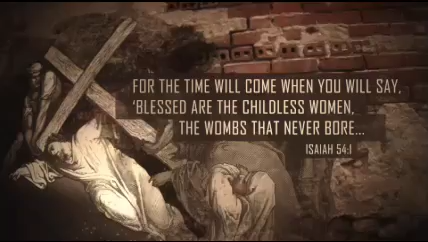 FOR THE TIME WILL COME WHEN YOU WILL SAY,
'BLESSED ARE THE CHILDLESS WOMEN,
THE WOMBS THAT NEVER BORE...
ISAIAH 54:1